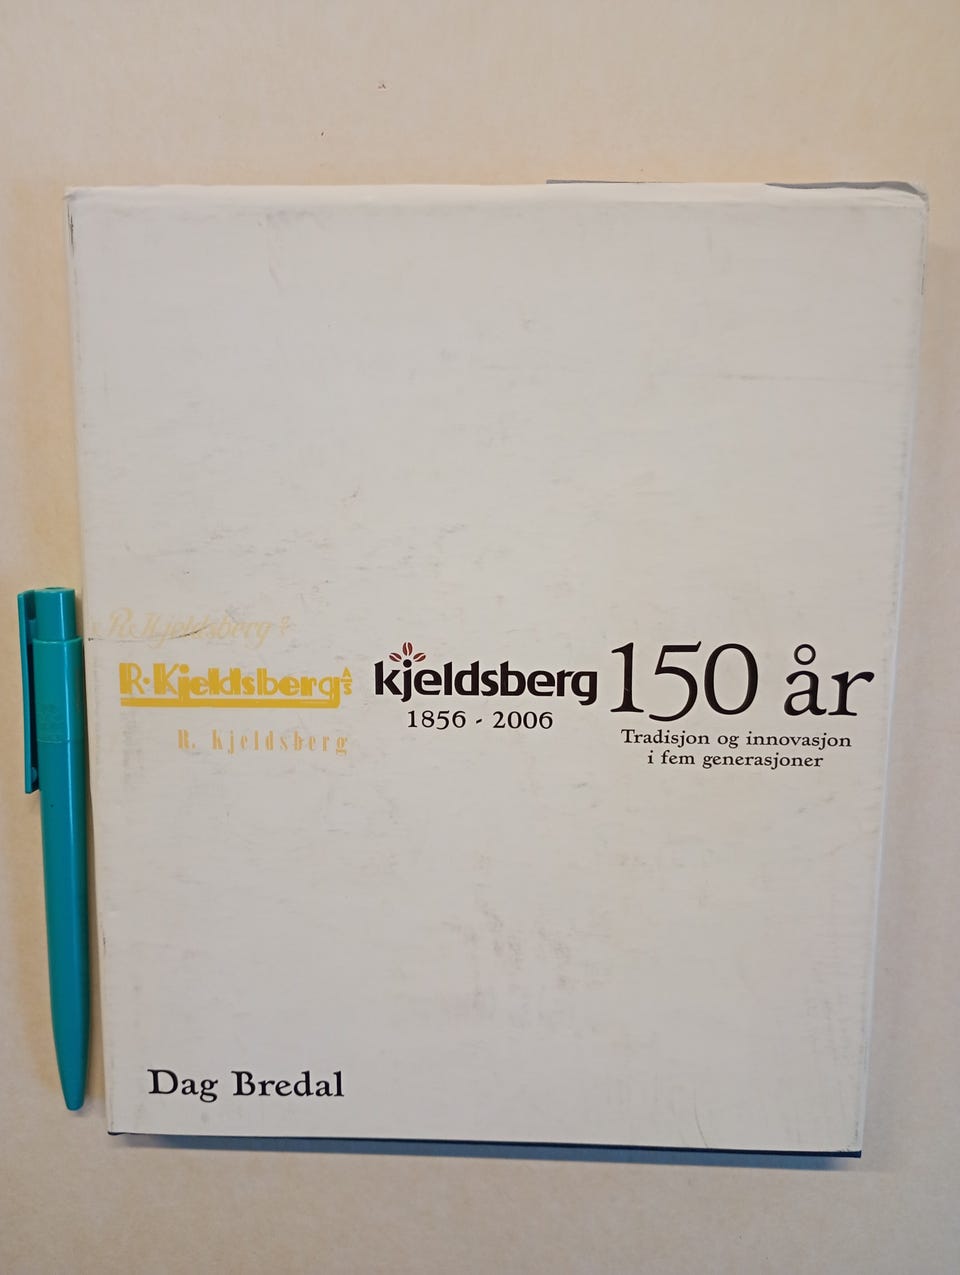 R. Kjeldsberg
R. Kjeldsberg A/S
R. Kjeldsberg
kjeldsberg
1856 - 2006
150 år
Tradisjon og innovasjon
i fem generasjoner
Dag Bredal